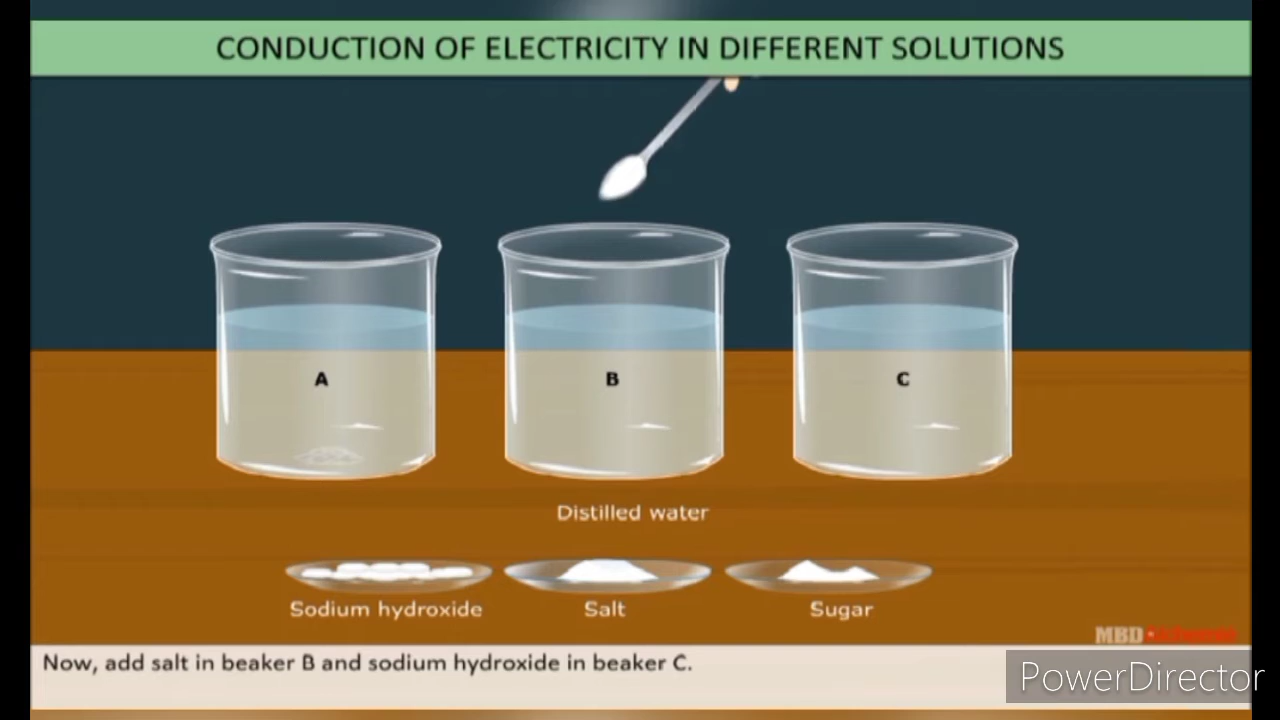 CONDUCTION OF ELECTRICITY IN DIFFERENT SOLUTIONS
A B C
Distilled water
Sodium hydroxide Salt Sugar
MBD
Now, add salt in beaker B and sodium hydroxide in beaker C.
PowerDirector